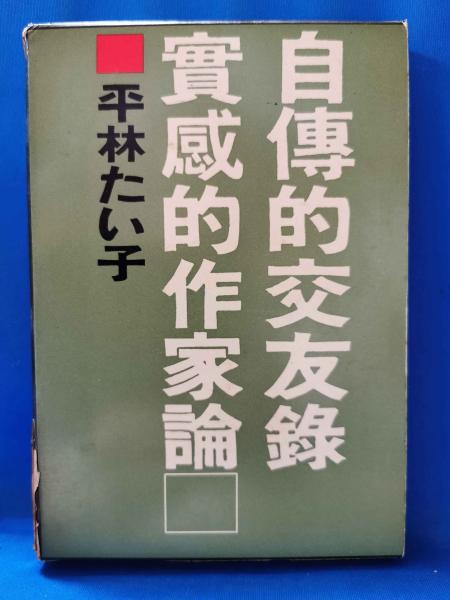 自傳的交友錄
實感的作家論
平林たい子